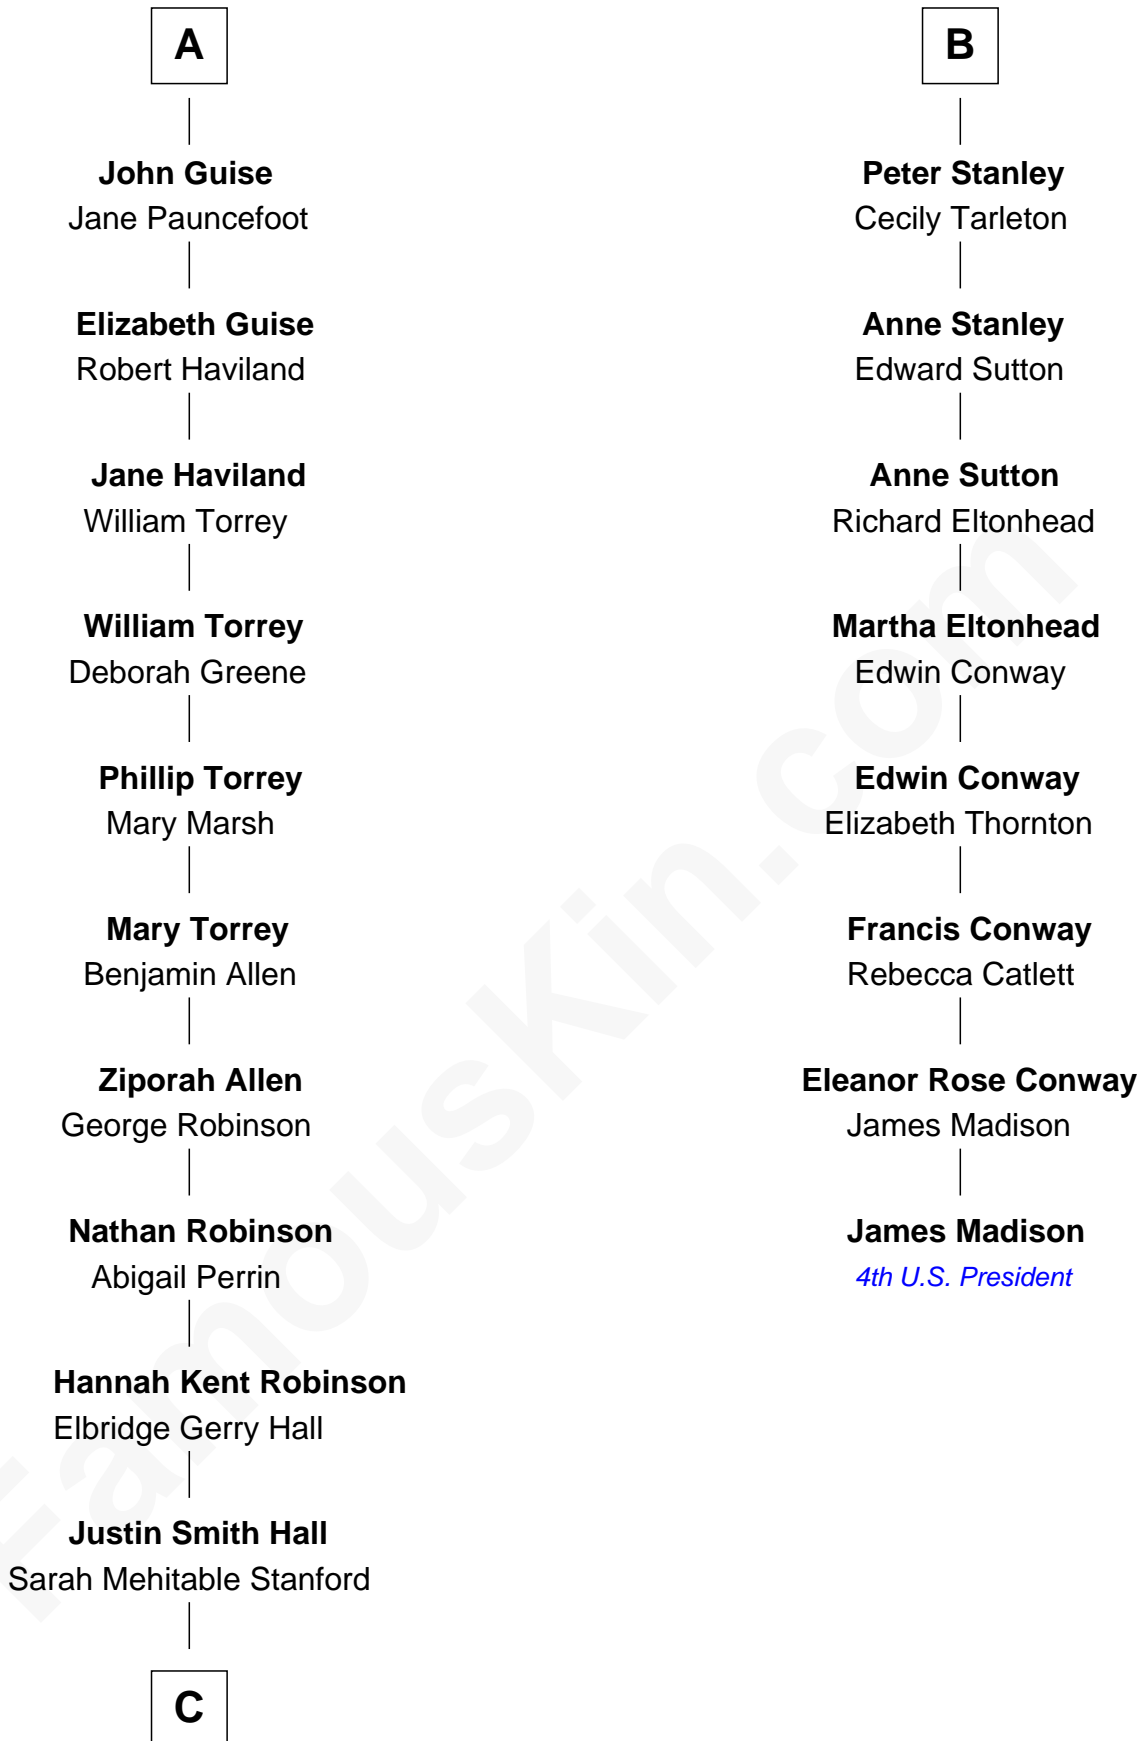 A
John Guise
Jane Pauncefoot
Elizabeth Guise
Robert Haviland
Jane Haviland
William Torrey
William Torrey
Deborah Greene
Phillip Torrey
Mary Marsh
Mary Torrey
Benjamin Allen
Ziporah Allen
George Robinson
Nathan Robinson
Abigail Perrin
Hannah Kent Robinson
Elbridge Gerry Hall
Justin Smith Hall
Sarah Mehitable Stanford
C
B
Peter Stanley
Cecily Tarleton
Anne Stanley
Edward Sutton
Anne Sutton
Richard Eltonhead
Martha Eltonhead
Edwin Conway
Edwin Conway
Elizabeth Thornton
Francis Conway
Rebecca Catlett
Eleanor Rose Conway
James Madison
James Madison
4th U.S. President
FamousKin.com